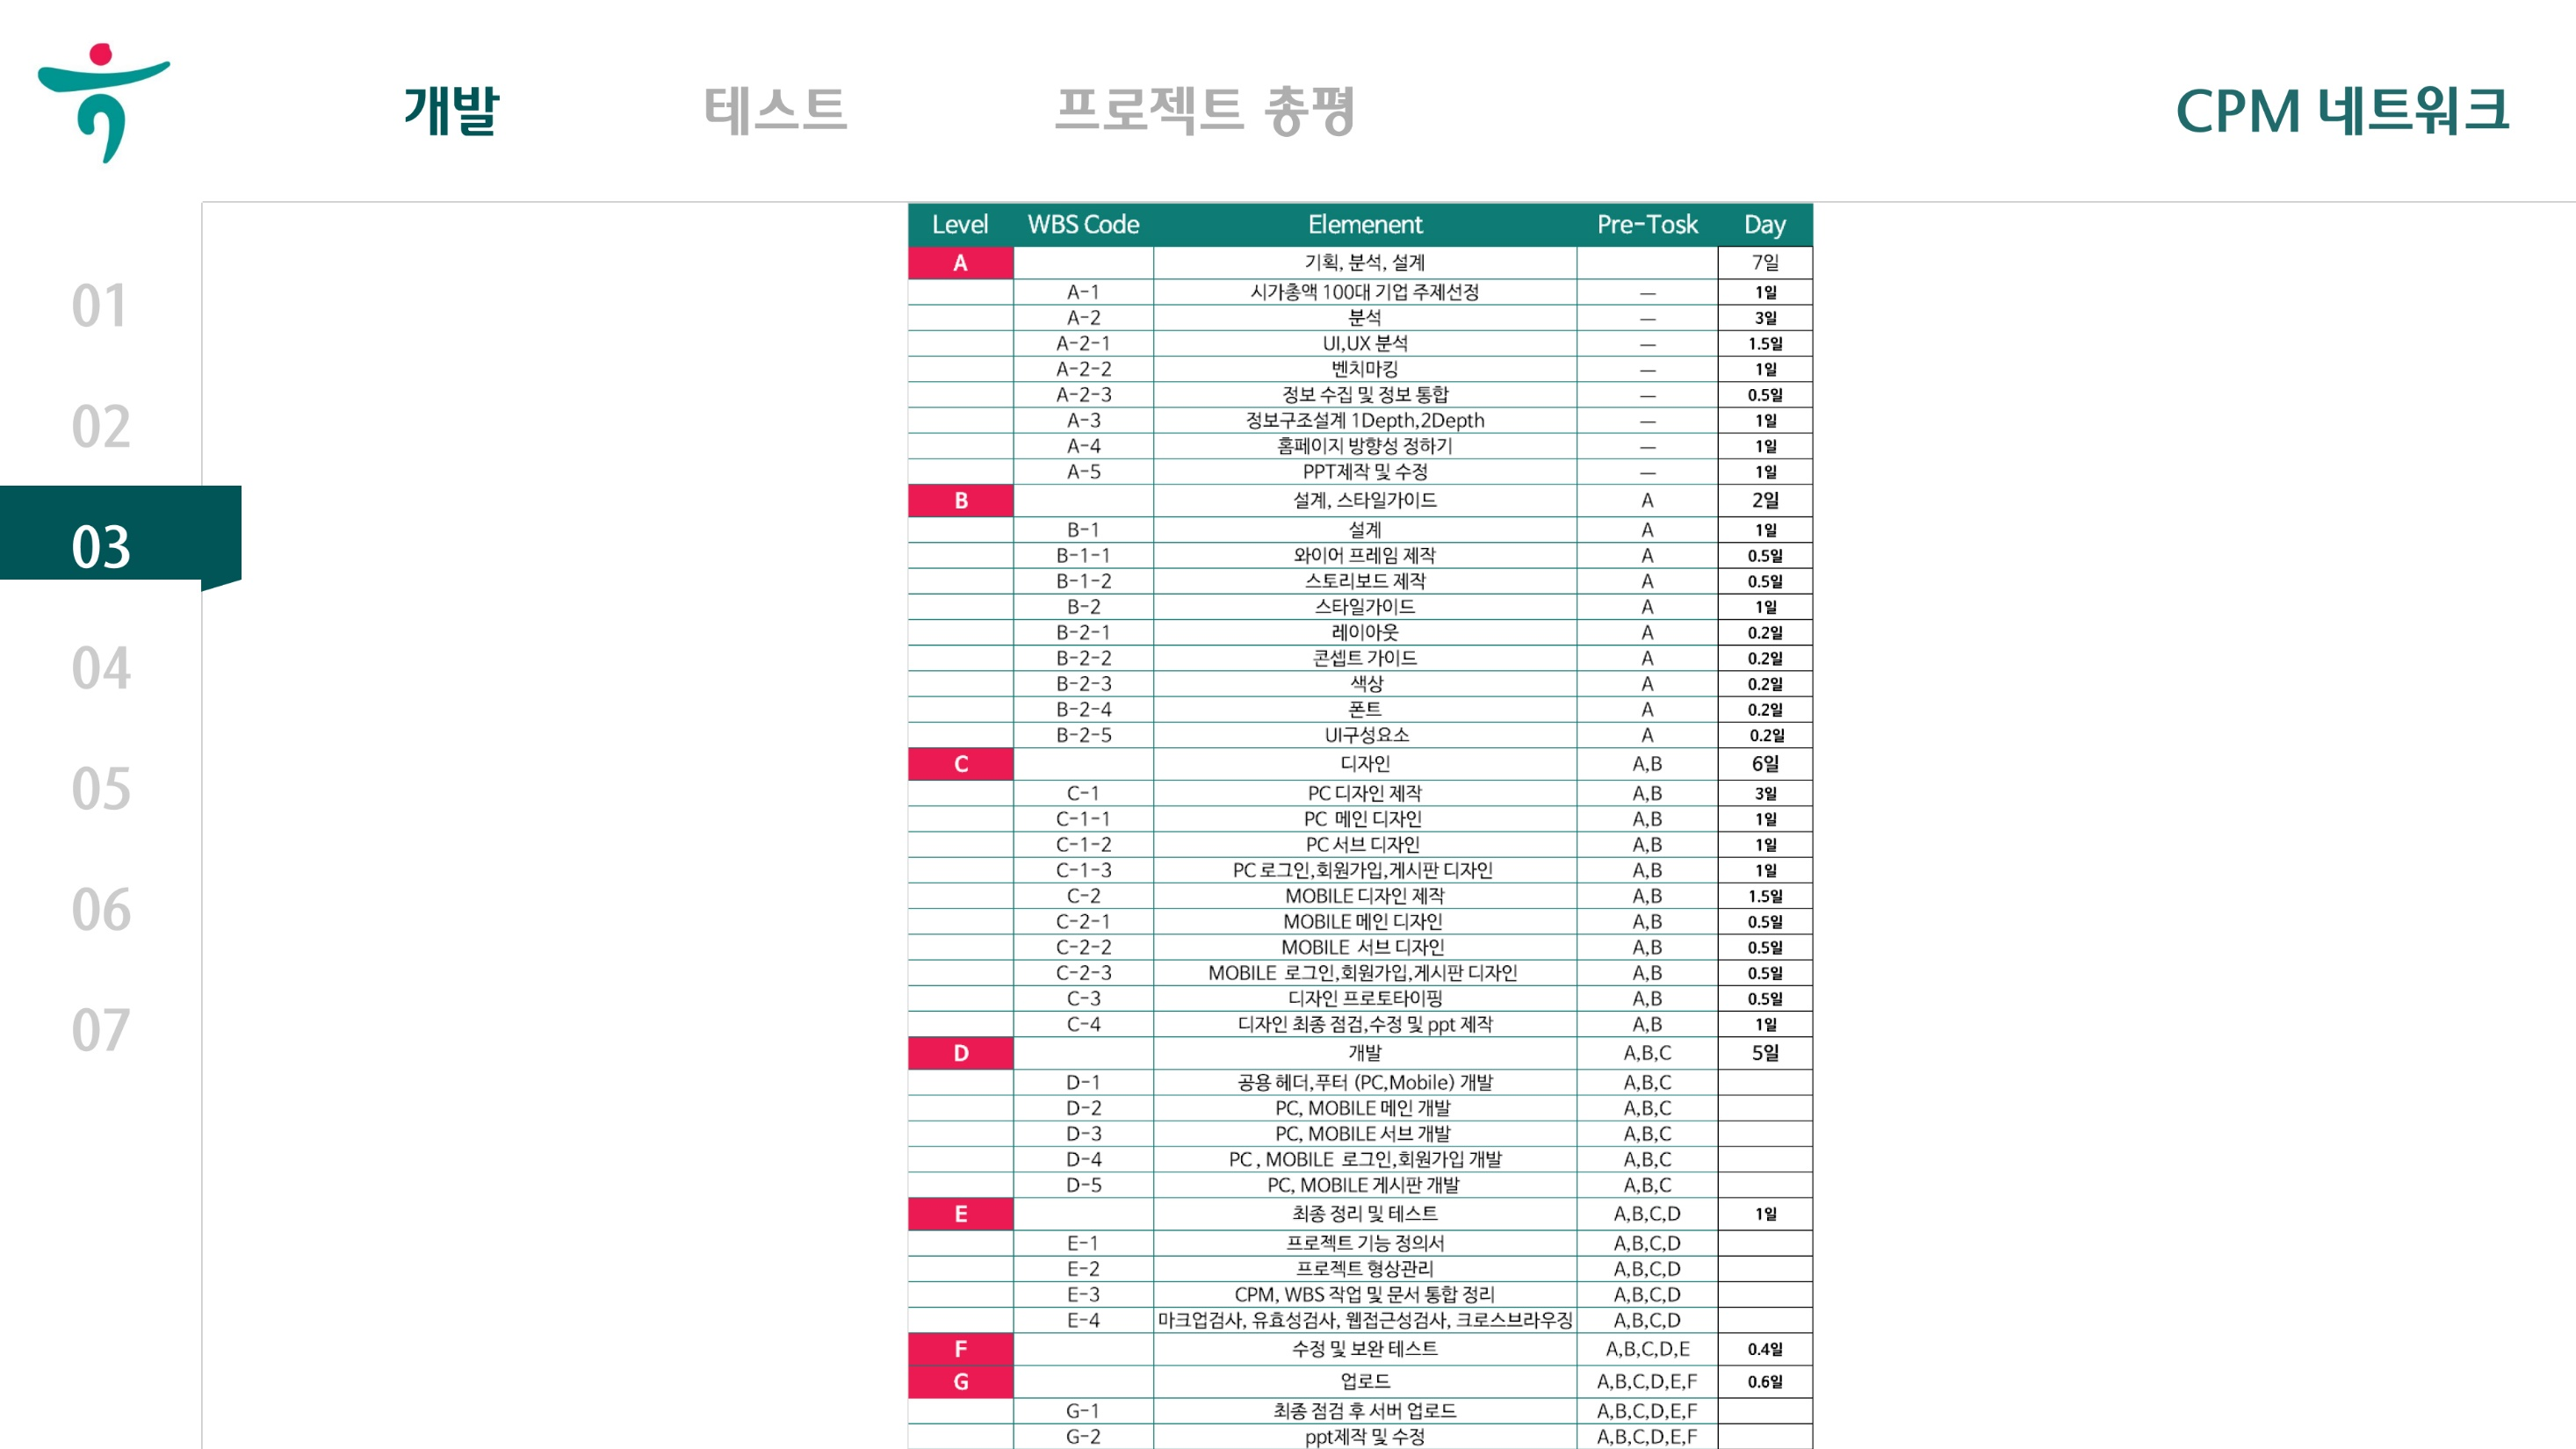 개발 테스트 프로젝트 총평 CPM 네트워크
01
02
03
04
05
06
07
Level WBS Code Elemenent Pre-Tosk Day
A 기획, 분석, 설계 7일
A-1 시가총액 100대 기업 주제선정 — 1일
A-2 분석 — 3일
A-2-1 UI,UX 분석 — 1.5일
A-2-2 벤치마킹 — 1일
A-2-3 정보 수집 및 정보 통합 — 0.5일
A-3 정보구조설계 1Depth,2Depth — 1일
A-4 홈페이지 방향성 정하기 — 1일
A-5 PPT제작 및 수정 — 1일
B 설계, 스타일가이드 A 2일
B-1 설계 A 1일
B-1-1 와이어 프레임 제작 A 0.5일
B-1-2 스토리보드 제작 A 0.5일
B-2 스타일가이드 A 1일
B-2-1 레이아웃 A 0.2일
B-2-2 콘셉트 가이드 A 0.2일
B-2-3 색상 A 0.2일
B-2-4 폰트 A 0.2일
B-2-5 UI구성요소 A 0.2일
C 디자인 A,B 6일
C-1 PC 디자인 제작 A,B 3일
C-1-1 PC 메인 디자인 A,B 1일
C-1-2 PC 서브 디자인 A,B 1일
C-1-3 PC 로그인,회원가입,게시판 디자인 A,B 1일
C-2 MOBILE 디자인 제작 A,B 1.5일
C-2-1 MOBILE 메인 디자인 A,B 0.5일
C-2-2 MOBILE 서브 디자인 A,B 0.5일
C-2-3 MOBILE 로그인,회원가입,게시판 디자인 A,B 0.5일
C-3 디자인 프로토타이핑 A,B 0.5일
C-4 디자인 최종 점검,수정 및 ppt 제작 A,B 1일
D 개발 A,B,C 5일
D-1 공용 헤더,푸터 (PC,Mobile) 개발 A,B,C
D-2 PC, MOBILE 메인 개발 A,B,C
D-3 PC, MOBILE 서브 개발 A,B,C
D-4 PC , MOBILE 로그인,회원가입 개발 A,B,C
D-5 PC, MOBILE 게시판 개발 A,B,C
E 최종 정리 및 테스트 A,B,C,D 1일
E-1 프로젝트 기능 정의서 A,B,C,D
E-2 프로젝트 형상관리 A,B,C,D
E-3 CPM, WBS 작업 및 문서 통합 정리 A,B,C,D
E-4 마크업검사, 유효성검사, 웹접근성검사, 크로스브라우징 A,B,C,D
F 수정 및 보완 테스트 A,B,C,D,E 0.4일
G 업로드 A,B,C,D,E,F 0.6일
G-1 최종 점검 후 서버 업로드 A,B,C,D,E,F
G-2 ppt제작 및 수정 A,B,C,D,E,F